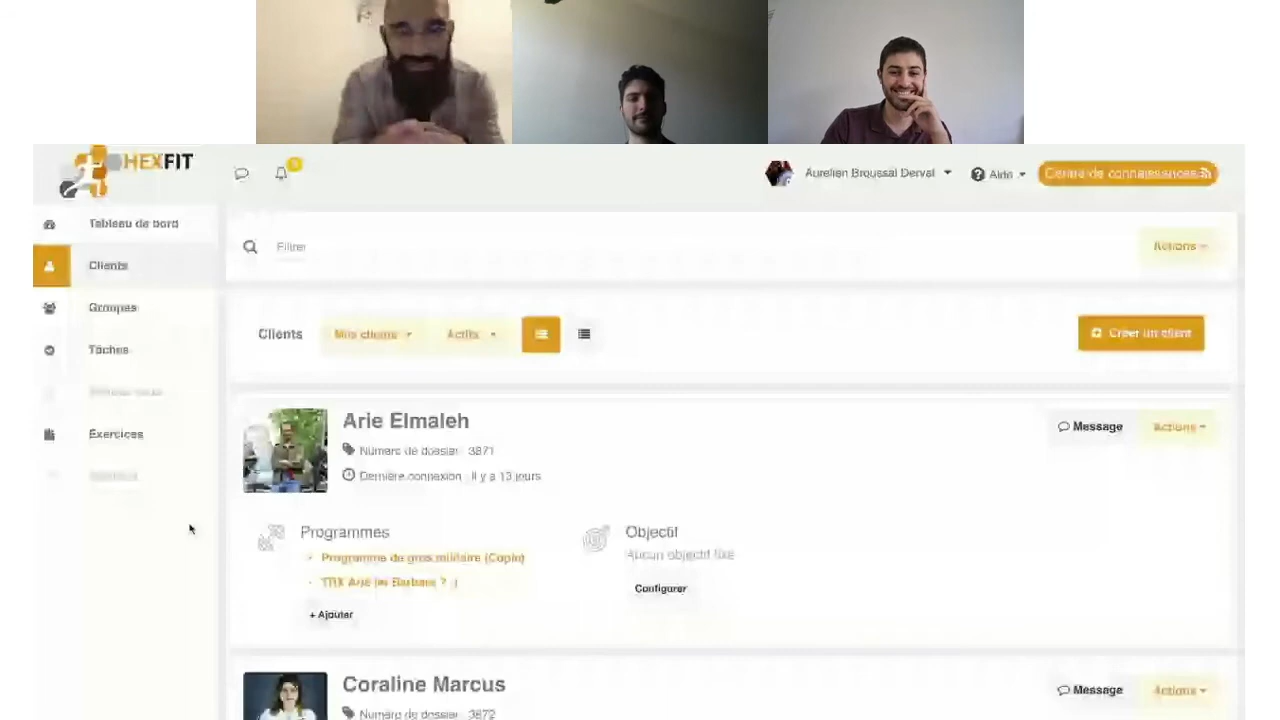 HEXFIT
Aurelien Broussal Derval
Aide
Centre de connaissances
Tableau de bord
Filtrer
Actions
Clients
Groupes
Clients
Mes clients
Actifs
Créer un client
Tâches
Exercices
Arie Elmaleh
Message
Actions
Numéro de dossier : 3871
Dernière connexion : Il y a 13 jours
Programmes
Objectif
Programme de gros militaire (Copie)
Aucun objectif fixé
TRX Arie
+ Ajouter
Configurer
Coraline Marcus
Message
Actions
Numéro de dossier : 3872